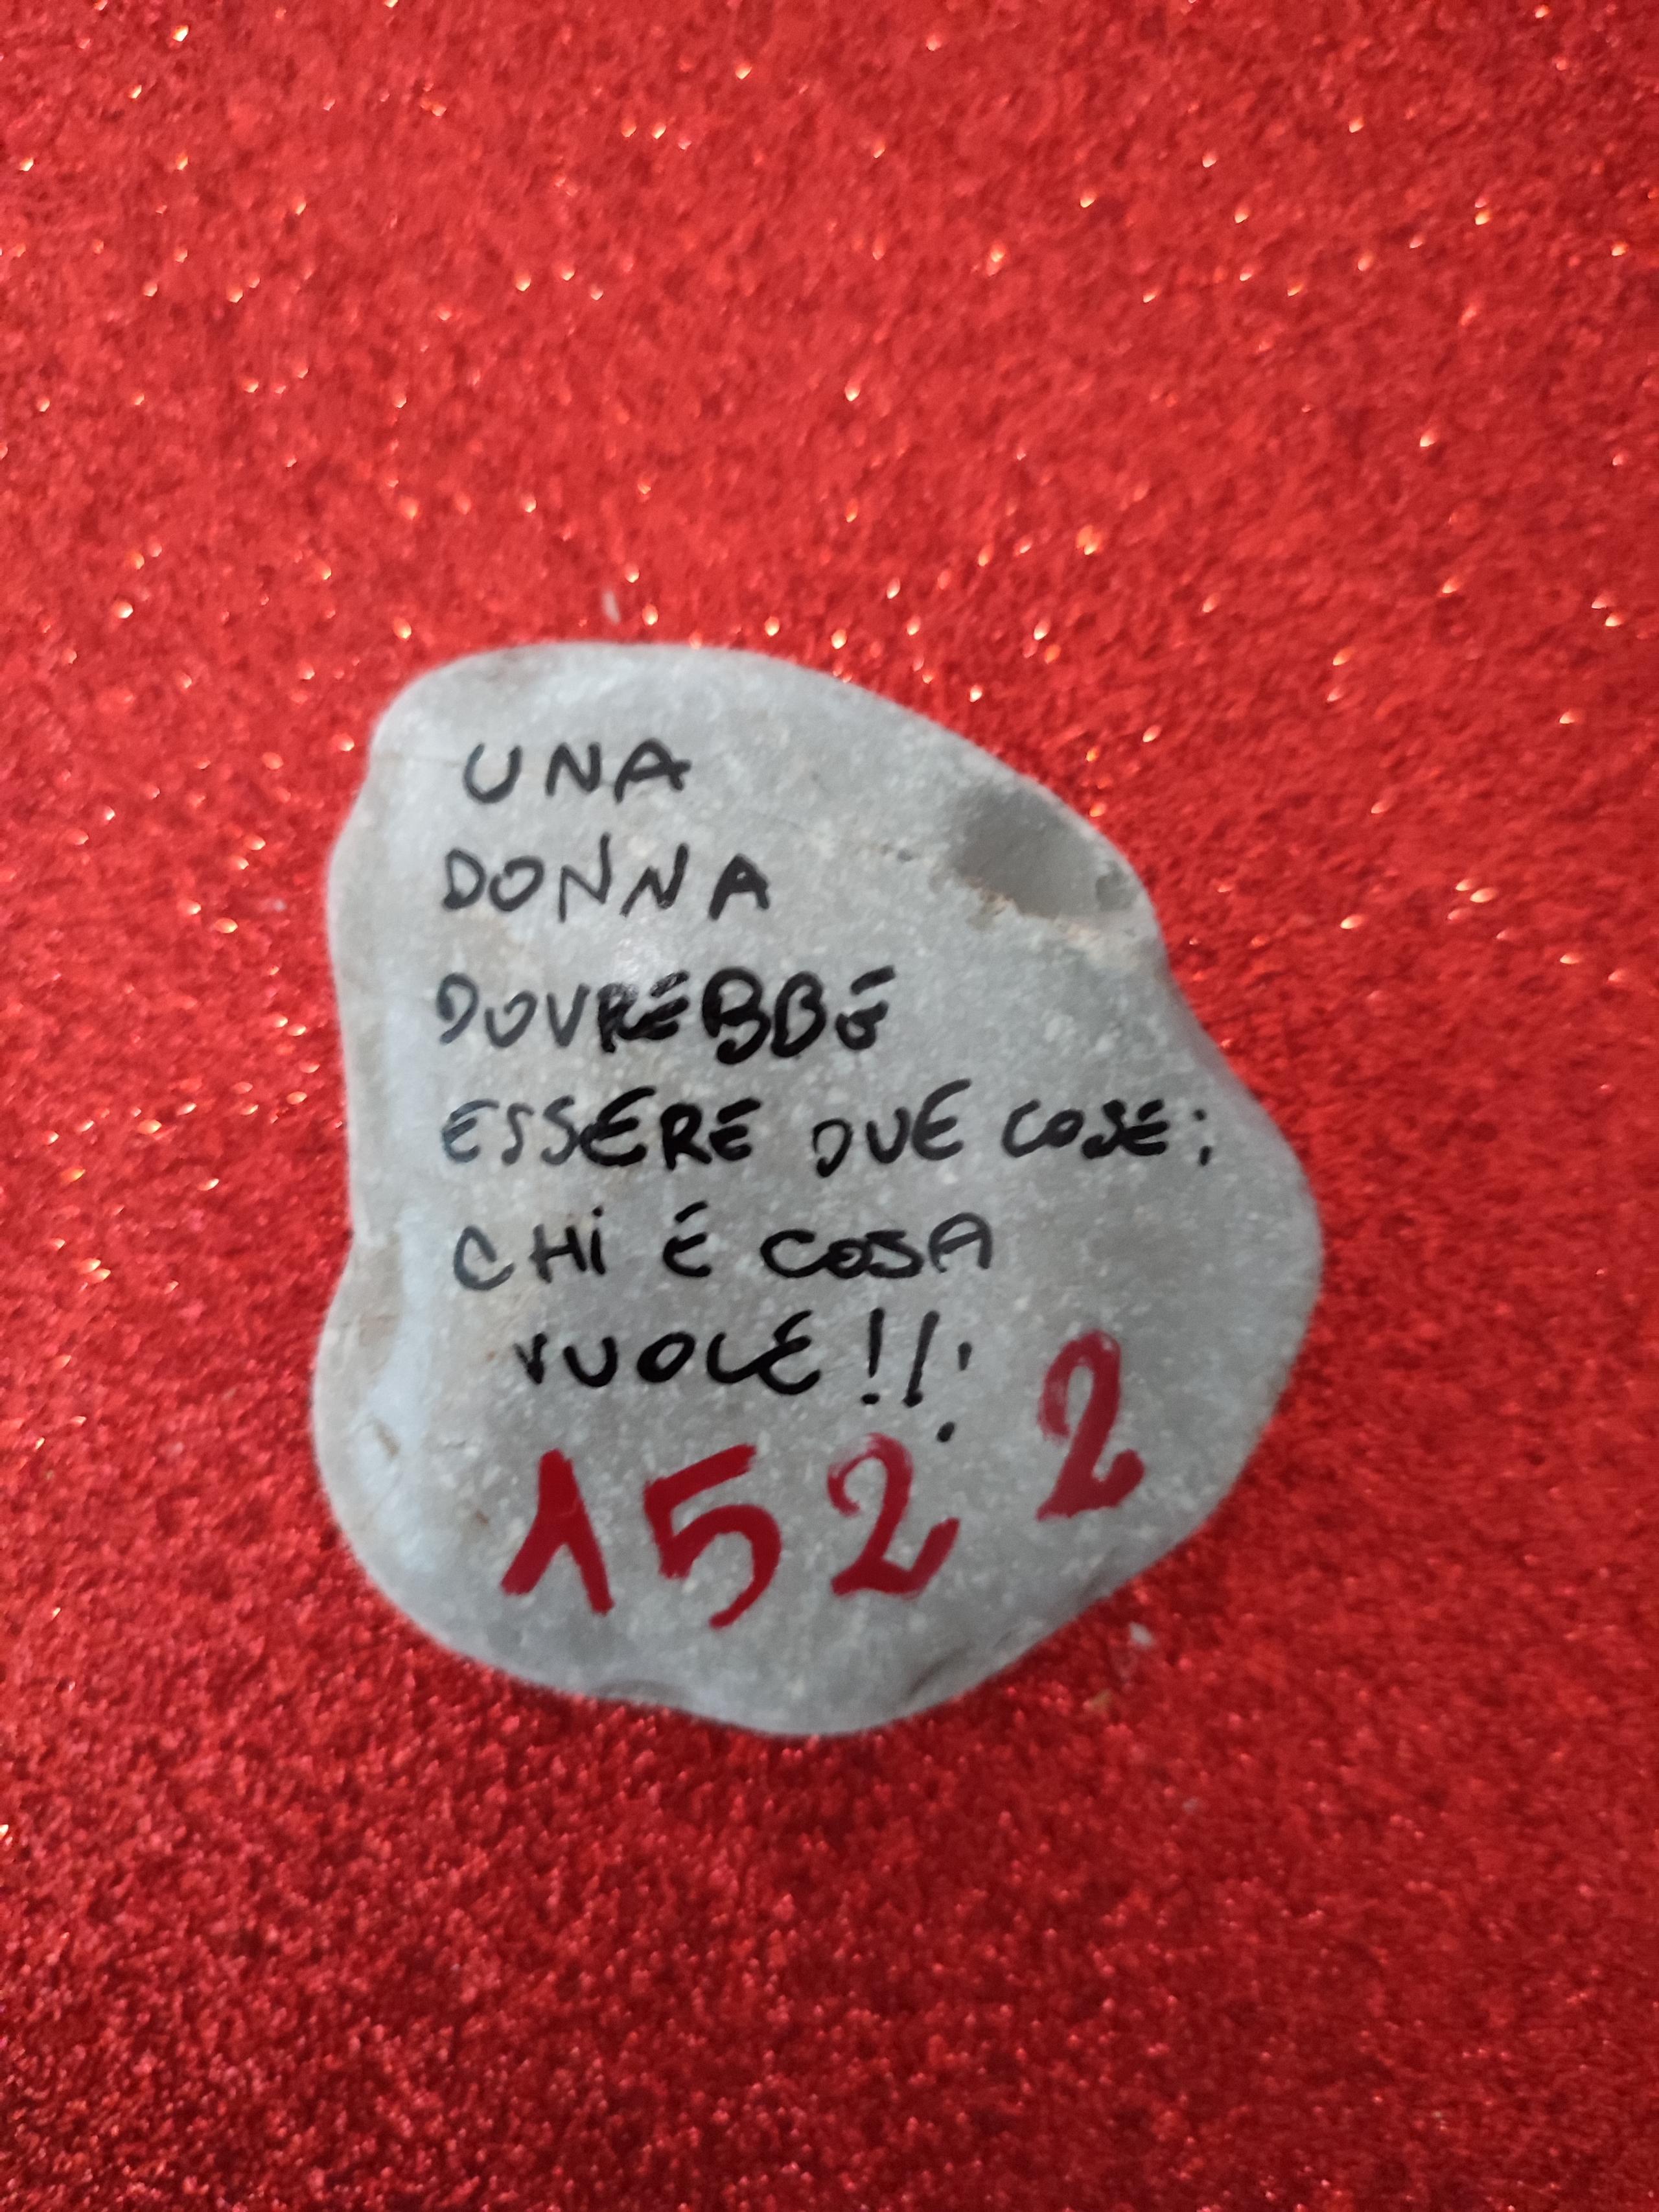 UNA
DONNA
DOVREBBE
ESSERE DUE COSE:
CHi E COSA
VUOLE!!!
1522